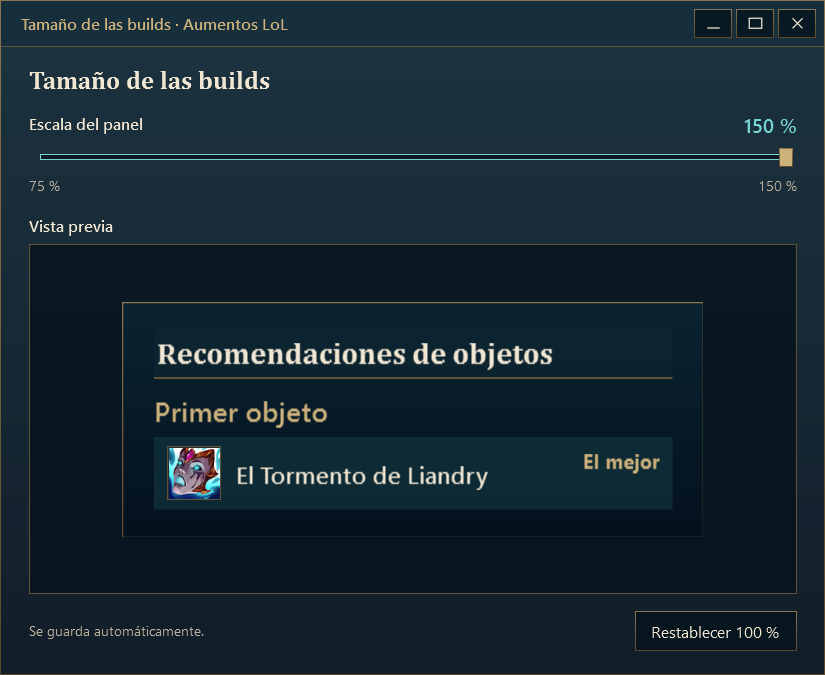 Tamaño de las builds · Aumentos LoL
Tamaño de las builds
Escala del panel
150 %
75 %
150 %
Vista previa
Recomendaciones de objetos
Primer objeto
El Tormento de Liandry
El mejor
Se guarda automáticamente.
Restablecer 100 %